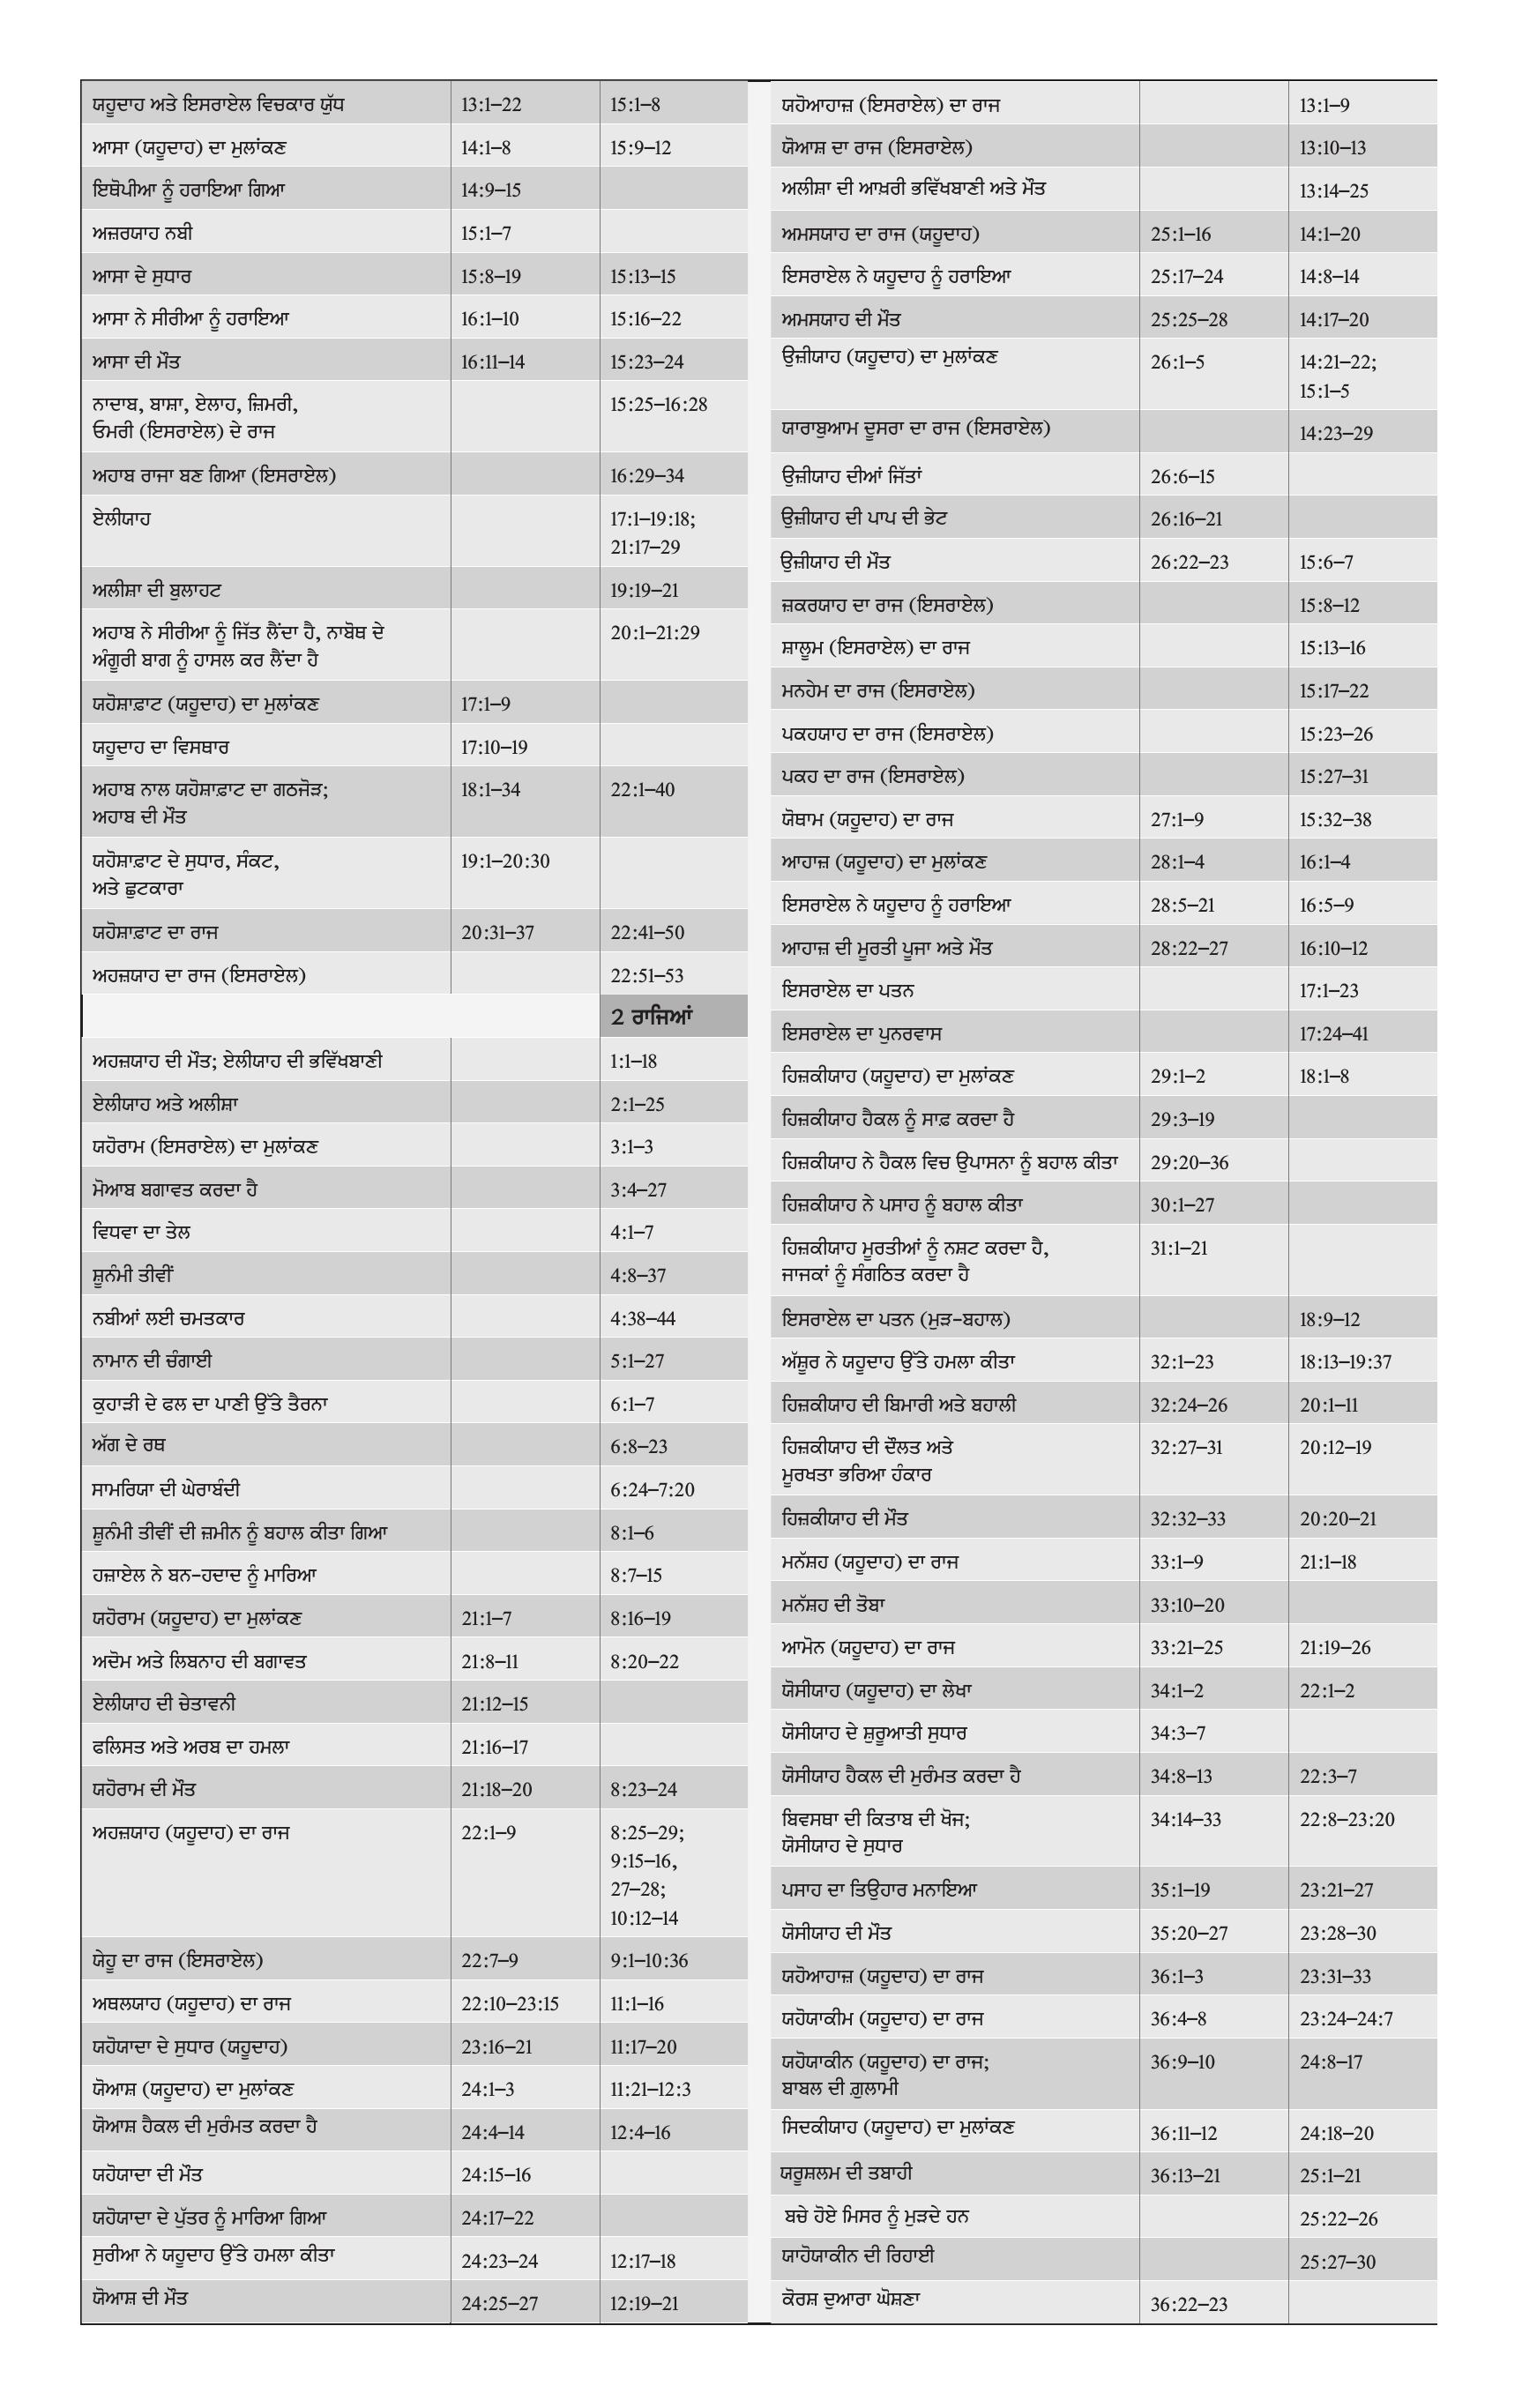 ਯਹੂਦਾਹ ਅਤੇ ਇਸਰਾਏਲ ਵਿਚਕਾਰ ਯੁੱਧ 13:1–22 15:1–8
ਆਸਾ (ਯਹੂਦਾਹ) ਦਾ ਮੁਲਾਂਕਣ 14:1–8 15:9–12
ਇਥੋਪੀਆ ਨੂੰ ਹਰਾਇਆ ਗਿਆ 14:9–15
ਅਜ਼ਰਯਾਹ ਨਬੀ 15:1–7
ਆਸਾ ਦੇ ਸੁਧਾਰ 15:8–19 15:13–15
ਆਸਾ ਨੇ ਸੀਰੀਆ ਨੂੰ ਹਰਾਇਆ 16:1–10 15:16–22
ਆਸਾ ਦੀ ਮੌਤ 16:11–14 15:23–24
ਨਾਦਾਬ, ਬਾਸ਼ਾ, ਏਲਾਹ, ਜ਼ਿਮਰੀ, 15:25–16:28
ਓਮਰੀ (ਇਸਰਾਏਲ) ਦੇ ਰਾਜ
ਅਹਾਬ ਰਾਜਾ ਬਣ ਗਿਆ (ਇਸਰਾਏਲ) 16:29–34
ਏਲੀਯਾਹ 17:1–19:18;
21:17–29
ਅਲੀਸ਼ਾ ਦੀ ਬੁਲਾਹਟ 19:19–21
ਅਹਾਬ ਨੇ ਸੀਰੀਆ ਨੂੰ ਜਿੱਤ ਲੈਂਦਾ ਹੈ, ਨਾਬੋਥ ਦੇ 20:1–21:29
ਅੰਗੂਰੀ ਬਾਗ ਨੂੰ ਹਾਸਲ ਕਰ ਲੈਂਦਾ ਹੈ
ਯਹੋਸ਼ਾਫ਼ਾਟ (ਯਹੂਦਾਹ) ਦਾ ਮੁਲਾਂਕਣ 17:1–9
ਯਹੂਦਾਹ ਦਾ ਵਿਸਥਾਰ 17:10–19
ਅਹਾਬ ਨਾਲ ਯਹੋਸ਼ਾਫ਼ਾਟ ਦਾ ਗਠਜੋੜ; 18:1–34 22:1–40
ਅਹਾਬ ਦੀ ਮੌਤ
ਯਹੋਸ਼ਾਫ਼ਾਟ ਦੇ ਸੁਧਾਰ, ਸੰਕਟ, 19:1–20:30
ਅਤੇ ਛੁਟਕਾਰਾ
ਯਹੋਸ਼ਾਫ਼ਾਟ ਦਾ ਰਾਜ 20:31–37 22:41–50
ਅਹਜ਼ਯਾਹ ਦਾ ਰਾਜ (ਇਸਰਾਏਲ) 22:51–53
2 ਰਾਜਿਆਂ
ਅਹਜ਼ਯਾਹ ਦੀ ਮੌਤ; ਏਲੀਯਾਹ ਦੀ ਭਵਿੱਖਬਾਣੀ 1:1–18
ਏਲੀਯਾਹ ਅਤੇ ਅਲੀਸ਼ਾ 2:1–25
ਯਹੋਰਾਮ (ਇਸਰਾਏਲ) ਦਾ ਮੁਲਾਂਕਣ 3:1–3
ਮੋਆਬ ਬਗਾਵਤ ਕਰਦਾ ਹੈ 3:4–27
ਵਿਧਵਾ ਦਾ ਤੇਲ 4:1–7
ਸ਼ੂਨੰਮੀ ਤੀਵੀਂ 4:8–37
ਨਬੀਆਂ ਲਈ ਚਮਤਕਾਰ 4:38–44
ਨਾਮਾਨ ਦੀ ਚੰਗਾਈ 5:1–27
ਕੁਹਾੜੀ ਦੇ ਫਲ ਦਾ ਪਾਣੀ ਉੱਤੇ ਤੈਰਨਾ 6:1–7
ਅੱਗ ਦੇ ਰਥ 6:8–23
ਸਾਮਰਿਯਾ ਦੀ ਘੇਰਾਬੰਦੀ 6:24–7:20
ਸ਼ੂਨੰਮੀ ਤੀਵੀਂ ਦੀ ਜ਼ਮੀਨ ਨੂੰ ਬਹਾਲ ਕੀਤਾ ਗਿਆ 8:1–6
ਹਜ਼ਾਏਲ ਨੇ ਬਨ-ਹਦਾਦ ਨੂੰ ਮਾਰਿਆ 8:7–15
ਯਹੋਰਾਮ (ਯਹੂਦਾਹ) ਦਾ ਮੁਲਾਂਕਣ 21:1–7 8:16–19
ਅਦੋਮ ਅਤੇ ਲਿਬਨਾਹ ਦੀ ਬਗਾਵਤ 21:8–11 8:20–22
ਏਲੀਯਾਹ ਦੀ ਚੇਤਾਵਨੀ 21:12–15
ਫਲਿਸਤ ਅਤੇ ਅਰਬ ਦਾ ਹਮਲਾ 21:16–17
ਯਹੋਰਾਮ ਦੀ ਮੌਤ 21:18–20 8:23–24
ਅਹਜ਼ਯਾਹ (ਯਹੂਦਾਹ) ਦਾ ਰਾਜ 22:1–9 8:25–29;
9:15–16,
27–28;
10:12–14
ਯੇਹੂ ਦਾ ਰਾਜ (ਇਸਰਾਏਲ) 22:7–9 9:1–10:36
ਅਥਲਯਾਹ (ਯਹੂਦਾਹ) ਦਾ ਰਾਜ 22:10–23:15 11:1–16
ਯਹੋਯਾਦਾ ਦੇ ਸੁਧਾਰ (ਯਹੂਦਾਹ) 23:16–21 11:17–20
ਯੋਆਸ਼ (ਯਹੂਦਾਹ) ਦਾ ਮੁਲਾਂਕਣ 24:1–3 11:21–12:3
ਯੋਆਸ਼ ਹੈਕਲ ਦੀ ਮੁਰੰਮਤ ਕਰਦਾ ਹੈ 24:4–14 12:4–16
ਯਹੋਯਾਦਾ ਦੀ ਮੌਤ 24:15–16
ਯਹੋਯਾਦਾ ਦੇ ਪੁੱਤਰ ਨੂੰ ਮਾਰਿਆ ਗਿਆ 24:17–22
ਸੁਰੀਆ ਨੇ ਯਹੂਦਾਹ ਉੱਤੇ ਹਮਲਾ ਕੀਤਾ 24:23–24 12:17–18
ਯੋਆਸ਼ ਦੀ ਮੌਤ 24:25–27 12:19–21
ਯਹੋਆਹਾਜ਼ (ਇਸਰਾਏਲ) ਦਾ ਰਾਜ 13:1–9
ਯੋਆਸ਼ ਦਾ ਰਾਜ (ਇਸਰਾਏਲ) 13:10–13
ਅਲੀਸ਼ਾ ਦੀ ਆਖ਼ਰੀ ਭਵਿੱਖਬਾਣੀ ਅਤੇ ਮੌਤ 13:14–25
ਅਮਸਯਾਹ ਦਾ ਰਾਜ (ਯਹੂਦਾਹ) 25:1–16 14:1–20
ਇਸਰਾਏਲ ਨੇ ਯਹੂਦਾਹ ਨੂੰ ਹਰਾਇਆ 25:17–24 14:8–14
ਅਮਸਯਾਹ ਦੀ ਮੌਤ 25:25–28 14:17–20
ਉਜ਼ੀਯਾਹ (ਯਹੂਦਾਹ) ਦਾ ਮੁਲਾਂਕਣ 26:1–5 14:21–22;
15:1–5
ਯਾਰਾਬੁਆਮ ਦੂਸਰਾ ਦਾ ਰਾਜ (ਇਸਰਾਏਲ) 14:23–29
ਉਜ਼ੀਯਾਹ ਦੀਆਂ ਜਿੱਤਾਂ 26:6–15
ਉਜ਼ੀਯਾਹ ਦੀ ਪਾਪ ਦੀ ਭੇਟ 26:16–21
ਉਜ਼ੀਯਾਹ ਦੀ ਮੌਤ 26:22–23 15:6–7
ਜ਼ਕਰਯਾਹ ਦਾ ਰਾਜ (ਇਸਰਾਏਲ) 15:8–12
ਸ਼ਾਲੂਮ (ਇਸਰਾਏਲ) ਦਾ ਰਾਜ 15:13–16
ਮਨਹੇਮ ਦਾ ਰਾਜ (ਇਸਰਾਏਲ) 15:17–22
ਪਕਹਯਾਹ ਦਾ ਰਾਜ (ਇਸਰਾਏਲ) 15:23–26
ਪਕਹ ਦਾ ਰਾਜ (ਇਸਰਾਏਲ) 15:27–31
ਯੋਥਾਮ (ਯਹੂਦਾਹ) ਦਾ ਰਾਜ 27:1–9 15:32–38
ਆਹਾਜ਼ (ਯਹੂਦਾਹ) ਦਾ ਮੁਲਾਂਕਣ 28:1–4 16:1–4
ਇਸਰਾਏਲ ਨੇ ਯਹੂਦਾਹ ਨੂੰ ਹਰਾਇਆ 28:5–21 16:5–9
ਆਹਾਜ਼ ਦੀ ਮੂਰਤੀ ਪੂਜਾ ਅਤੇ ਮੌਤ 28:22–27 16:10–12
ਇਸਰਾਏਲ ਦਾ ਪਤਨ 17:1–23
ਇਸਰਾਏਲ ਦਾ ਪੁਨਰਵਾਸ 17:24–41
ਹਿਜ਼ਕੀਯਾਹ (ਯਹੂਦਾਹ) ਦਾ ਮੁਲਾਂਕਣ 29:1–2 18:1–8
ਹਿਜ਼ਕੀਯਾਹ ਹੈਕਲ ਨੂੰ ਸਾਫ਼ ਕਰਦਾ ਹੈ 29:3–19
ਹਿਜ਼ਕੀਯਾਹ ਨੇ ਹੈਕਲ ਵਿਚ ਉਪਾਸਨਾ ਨੂੰ ਬਹਾਲ ਕੀਤਾ 29:20–36
ਹਿਜ਼ਕੀਯਾਹ ਨੇ ਪਸਾਹ ਨੂੰ ਬਹਾਲ ਕੀਤਾ 30:1–27
ਹਿਜ਼ਕੀਯਾਹ ਮੂਰਤੀਆਂ ਨੂੰ ਨਸ਼ਟ ਕਰਦਾ ਹੈ, 31:1–21
ਜਾਜਕਾਂ ਨੂੰ ਸੰਗਠਿਤ ਕਰਦਾ ਹੈ
ਇਸਰਾਏਲ ਦਾ ਪਤਨ (ਮੁੜ-ਬਹਾਲ) 18:9–12
ਅੱਸ਼ੂਰ ਨੇ ਯਹੂਦਾਹ ਉੱਤੇ ਹਮਲਾ ਕੀਤਾ 32:1–23 18:13–19:37
ਹਿਜ਼ਕੀਯਾਹ ਦੀ ਬਿਮਾਰੀ ਅਤੇ ਬਹਾਲੀ 32:24–26 20:1–11
ਹਿਜ਼ਕੀਯਾਹ ਦੀ ਦੌਲਤ ਅਤੇ 32:27–31 20:12–19
ਮੂਰਖਤਾ ਭਰਿਆ ਹੰਕਾਰ
ਹਿਜ਼ਕੀਯਾਹ ਦੀ ਮੌਤ 32:32–33 20:20–21
ਮਨੱਸ਼ਹ (ਯਹੂਦਾਹ) ਦਾ ਰਾਜ 33:1–9 21:1–18
ਮਨੱਸ਼ਹ ਦੀ ਤੋਬਾ 33:10–20
ਆਮੋਨ (ਯਹੂਦਾਹ) ਦਾ ਰਾਜ 33:21–25 21:19–26
ਯੋਸੀਯਾਹ (ਯਹੂਦਾਹ) ਦਾ ਲੇਖਾ 34:1–2 22:1–2
ਯੋਸੀਯਾਹ ਦੇ ਸ਼ੁਰੂਆਤੀ ਸੁਧਾਰ 34:3–7
ਯੋਸੀਯਾਹ ਹੈਕਲ ਦੀ ਮੁਰੰਮਤ ਕਰਦਾ ਹੈ 34:8–13 22:3–7
ਬਿਵਸਥਾ ਦੀ ਕਿਤਾਬ ਦੀ ਖੋਜ; 34:14–33 22:8–23:20
ਯੋਸੀਯਾਹ ਦੇ ਸੁਧਾਰ
ਪਸਾਹ ਦਾ ਤਿਉਹਾਰ ਮਨਾਇਆ 35:1–19 23:21–27
ਯੋਸੀਯਾਹ ਦੀ ਮੌਤ 35:20–27 23:28–30
ਯਹੋਆਹਾਜ਼ (ਯਹੂਦਾਹ) ਦਾ ਰਾਜ 36:1–3 23:31–33
ਯਹੋਯਾਕੀਮ (ਯਹੂਦਾਹ) ਦਾ ਰਾਜ 36:4–8 23:24–24:7
ਯਹੋਯਾਕੀਨ (ਯਹੂਦਾਹ) ਦਾ ਰਾਜ; 36:9–10 24:8–17
ਬਾਬਲ ਦੀ ਗ਼ੁਲਾਮੀ
ਸਿਦਕੀਯਾਹ (ਯਹੂਦਾਹ) ਦਾ ਮੁਲਾਂਕਣ 36:11–12 24:18–20
ਯਰੂਸ਼ਲਮ ਦੀ ਤਬਾਹੀ 36:13–21 25:1–21
ਬਚੇ ਹੋਏ ਮਿਸਰ ਨੂੰ ਮੁੜਦੇ ਹਨ 25:22–26
ਯਾਹੋਯਾਕੀਨ ਦੀ ਰਿਹਾਈ 25:27–30
ਕੋਰਸ਼ ਦੁਆਰਾ ਘੋਸ਼ਣਾ 36:22–23